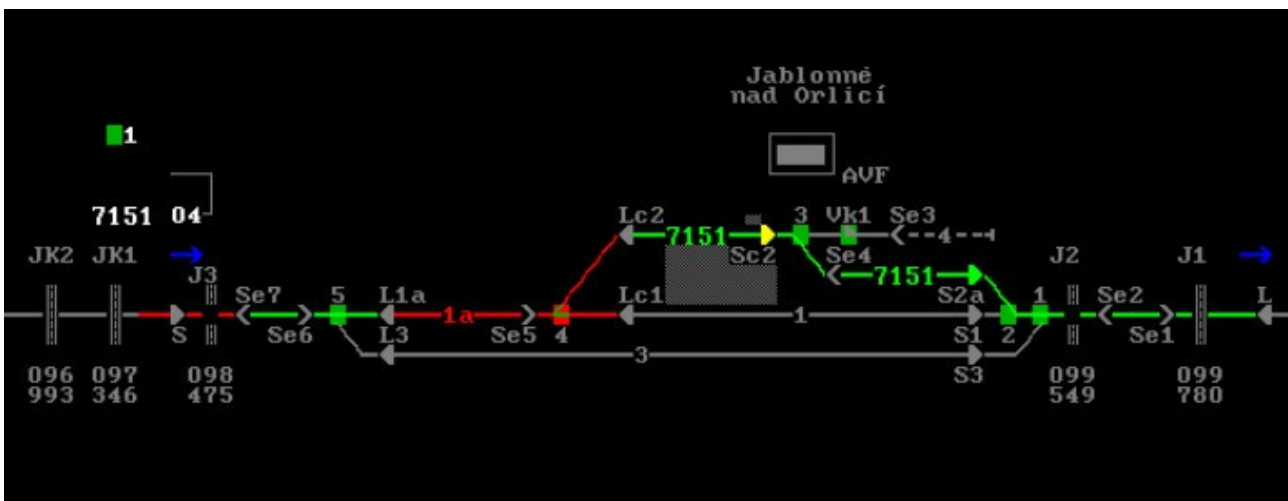 Jablonné
nad Orlicí
1
AVF
7151 04
Lc2 7151 3 Vk1 Se3
4
JK2 JK1 Sc2 Se4 J2 J1
J3 7151
Se7 5 L1a Lc1 S2a 1 Se2 L
1a 1
S Se6 L3 Se5 4 S1 2 Se1
3
096 097 098 S3 099 099
993 346 475 549 780